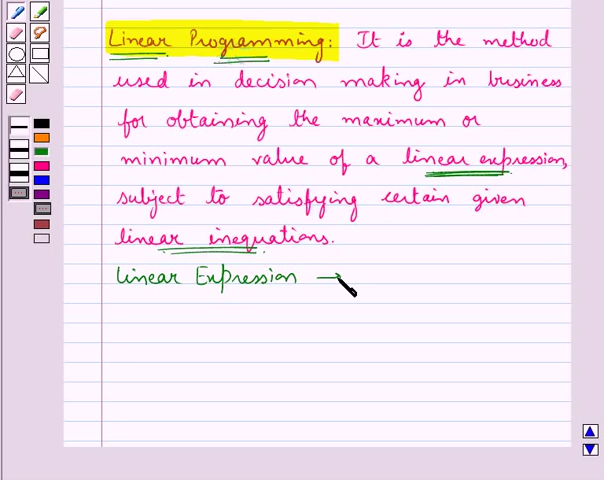 Linear Programming: It is the method
used in decision making in business
for obtaining the maximum or
minimum value of a linear expression,
subject to satisfying certain given
linear inequations.
Linear Expression →